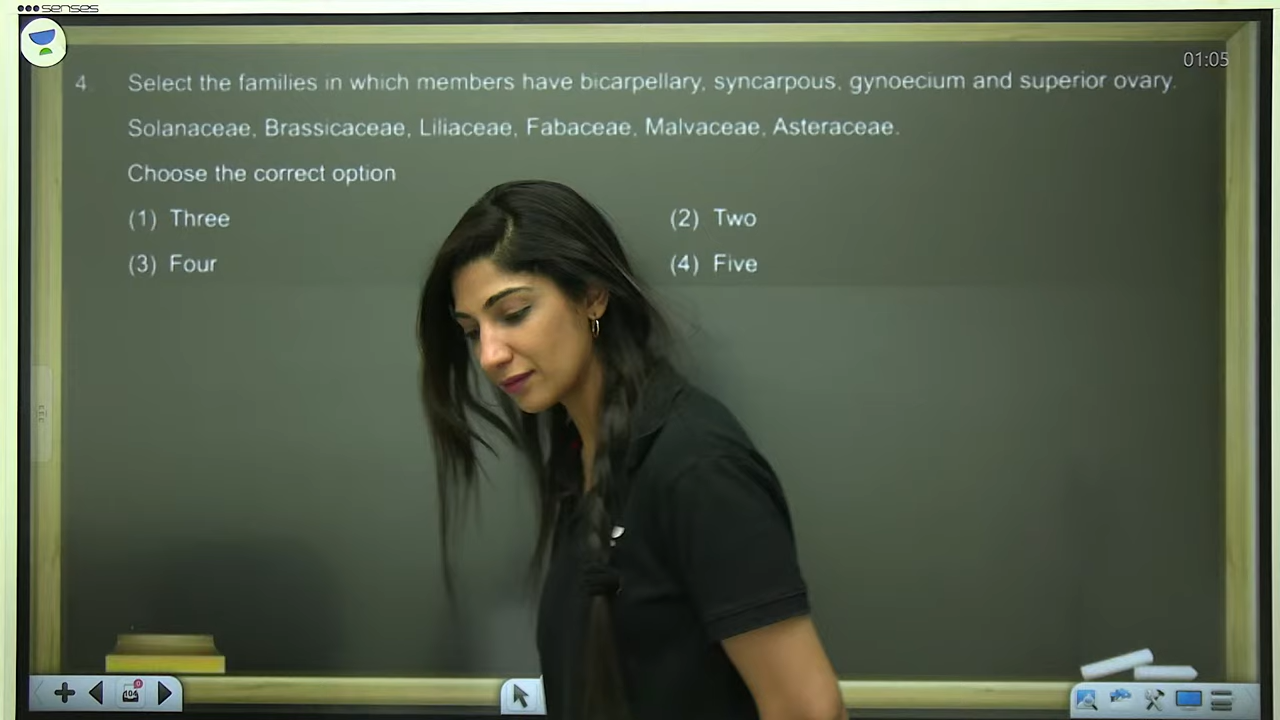 senses
01:05
4. Select the families in which members have bicarpellary, syncarpous, gynoecium and superior ovary.
Solanaceae, Brassicaceae, Liliaceae, Fabaceae, Malvaceae, Asteraceae.
Choose the correct option
(1) Three
(2) Two
(3) Four
(4) Five